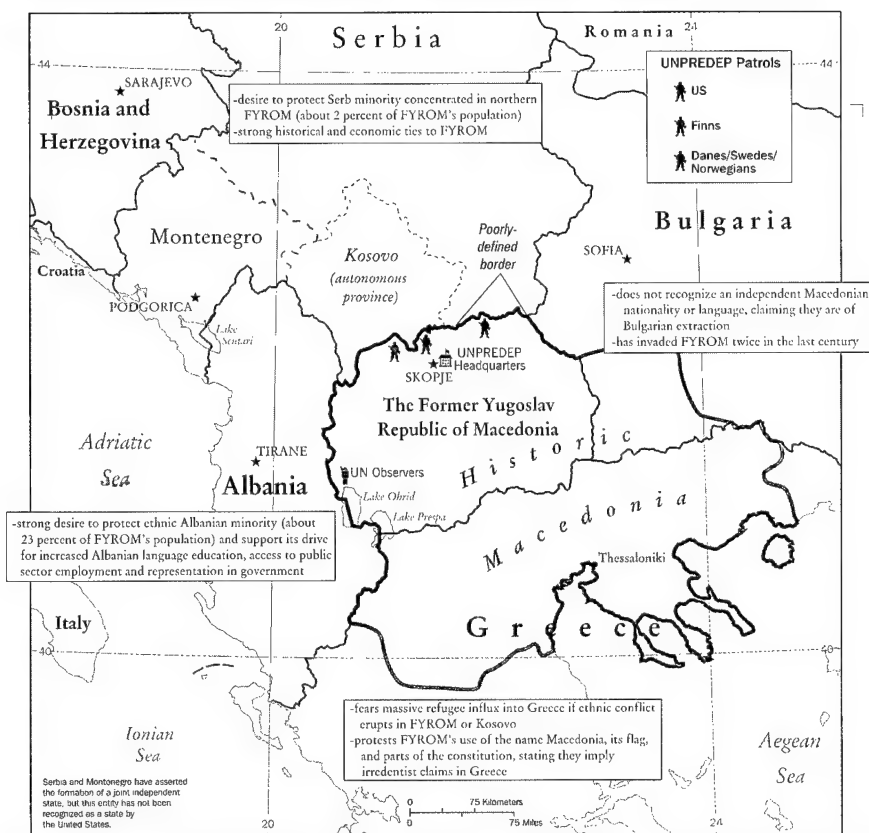 20
24
Serbia
Romania
44
44
UNPREDEP Patrols
US
Finns
Danes/Swedes/
Norwegians
SARAJEVO
Bosnia and
Herzegovina
-desire to protect Serb minority concentrated in northern
FYROM (about 2 percent of FYROM's population)
-strong historical and economic ties to FYROM
Bulgaria
SOFIA
Poorly-
defined
border
Montenegro
Kosovo
(autonomous
province)
Croatia
PODGORICA
Lake
Scutari
-does not recognize an independent Macedonian
nationality or language, claiming they are of
Bulgarian extraction
-has invaded FYROM twice in the last century
UNPREDEP
Headquarters
SKOPJE
The Former Yugoslav
Republic of Macedonia
Adriatic
Sea
TIRANE
Albania
UN Observers
Lake Ohrid
Lake Prespa
Historic
Macedonia
-strong desire to protect ethnic Albanian minority (about
23 percent of FYROM's population) and support its drive
for increased Albanian language education, access to public
sector employment and representation in government
Thessaloniki
Italy
Greece
40
40
-fears massive refugee influx into Greece if ethnic conflict
erupts in FYROM or Kosovo
-protests FYROM's use of the name Macedonia, its flag,
and parts of the constitution, stating they imply
irredentist claims in Greece
Ionian
Sea
Aegean
Sea
Serbia and Montenegro have asserted
the formation of a joint independent
state, but this entity has not been
recognized as a state by
the United States.
0 75 Kilometers
0 75 Miles
20
24